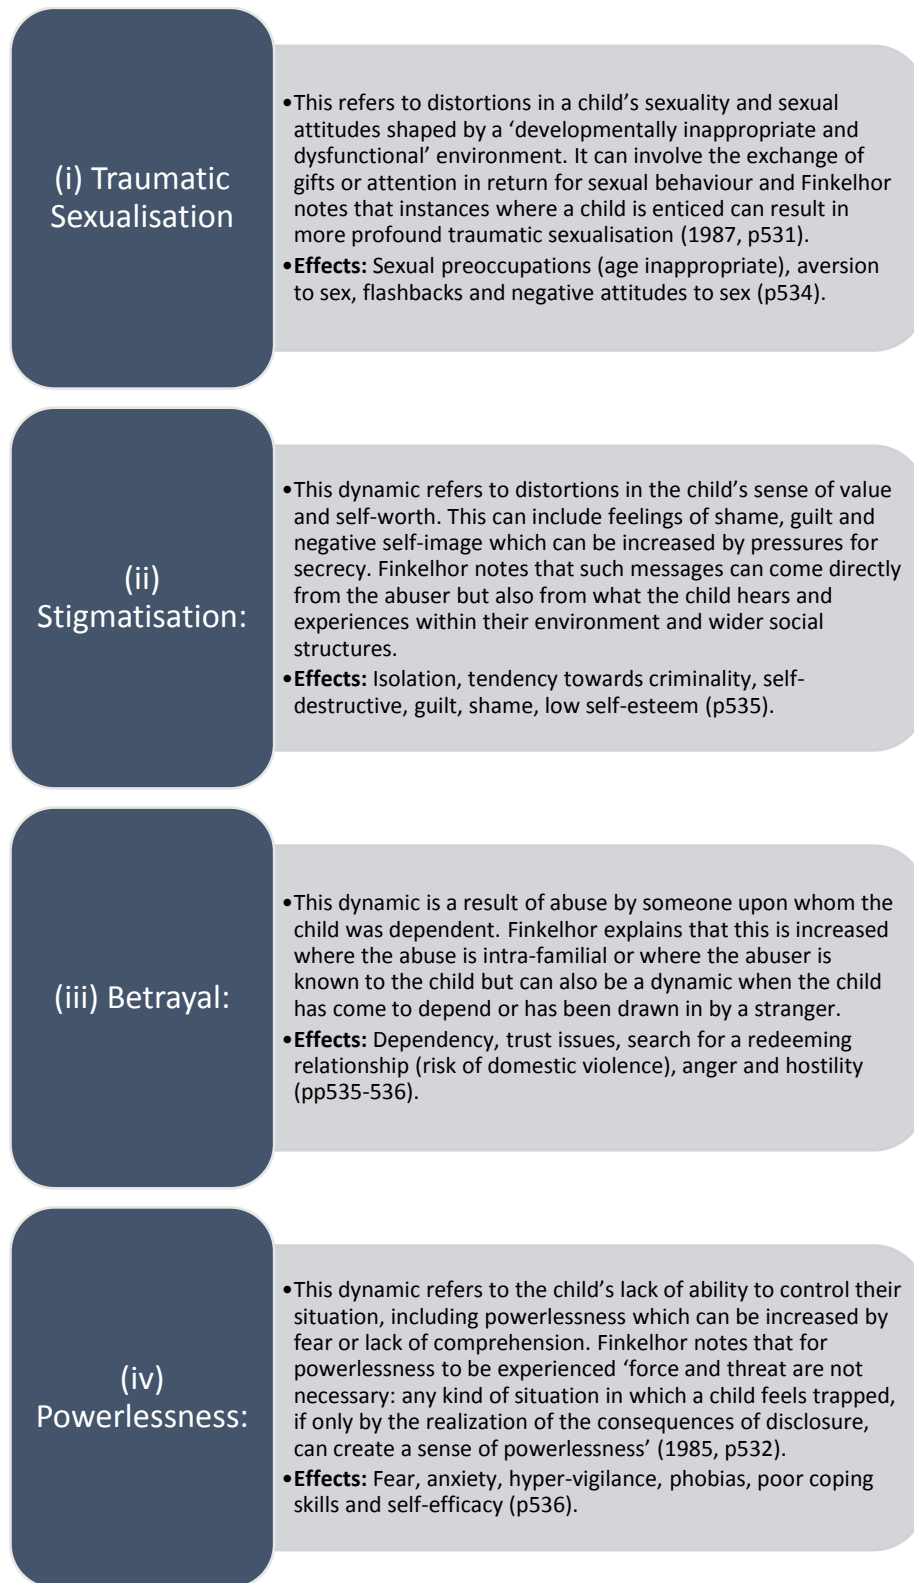 (i) Traumatic
Sexualisation
•This refers to distortions in a child’s sexuality and sexual
attitudes shaped by a ‘developmentally inappropriate and
dysfunctional’ environment. It can involve the exchange of
gifts or attention in return for sexual behaviour and Finkelhor
notes that instances where a child is enticed can result in
more profound traumatic sexualisation (1987, p531).
•Effects: Sexual preoccupations (age inappropriate), aversion
to sex, flashbacks and negative attitudes to sex (p534).
(ii)
Stigmatisation:
•This dynamic refers to distortions in the child’s sense of value
and self-worth. This can include feelings of shame, guilt and
negative self-image which can be increased by pressures for
secrecy. Finkelhor notes that such messages can come directly
from the abuser but also from what the child hears and
experiences within their environment and wider social
structures.
•Effects: Isolation, tendency towards criminality, self-
destructive, guilt, shame, low self-esteem (p535).
(iii) Betrayal:
•This dynamic is a result of abuse by someone upon whom the
child was dependent. Finkelhor explains that this is increased
where the abuse is intra-familial or where the abuser is
known to the child but can also be a dynamic when the child
has come to depend or has been drawn in by a stranger.
•Effects: Dependency, trust issues, search for a redeeming
relationship (risk of domestic violence), anger and hostility
(pp535-536).
(iv)
Powerlessness:
•This dynamic refers to the child’s lack of ability to control their
situation, including powerlessness which can be increased by
fear or lack of comprehension. Finkelhor notes that for
powerlessness to be experienced ‘force and threat are not
necessary: any kind of situation in which a child feels trapped,
if only by the realization of the consequences of disclosure,
can create a sense of powerlessness’ (1985, p532).
•Effects: Fear, anxiety, hyper-vigilance, phobias, poor coping
skills and self-efficacy (p536).